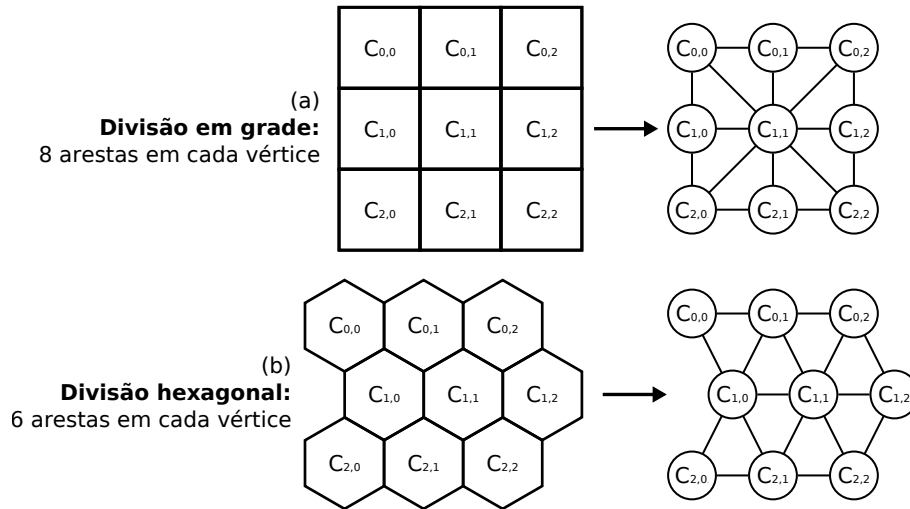 (a)
Divisão em grade:
8 arestas em cada vértice
C0,0 C0,1 C0,2
C1,0 C1,1 C1,2
C2,0 C2,1 C2,2
C0,0 C0,1 C0,2
C1,0 C1,1 C1,2
C2,0 C2,1 C2,2
(b)
Divisão hexagonal:
6 arestas em cada vértice
C0,0 C0,1 C0,2
C1,0 C1,1 C1,2
C2,0 C2,1 C2,2
C0,0 C0,1 C0,2
C1,0 C1,1 C1,2
C2,0 C2,1 C2,2